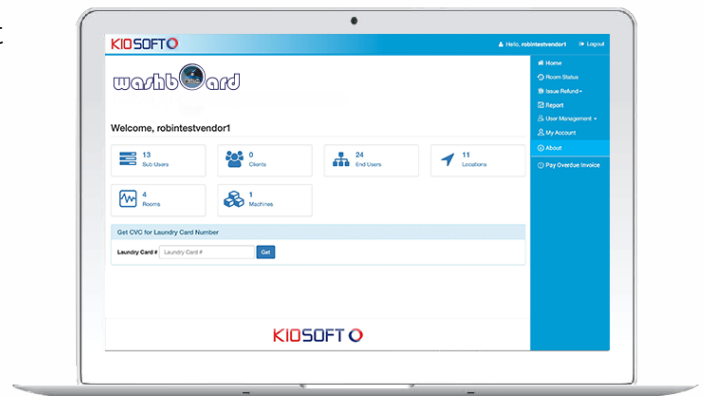 t
KIOSOFT
Hello, robintestvendor1 Logout
washboard
Welcome, robintestvendor1
13
Sub Users
0
Clients
24
End Users
11
Locations
4
Rooms
1
Machines
Get CVC for Laundry Card Number
Laundry Card # Laundry Card # Get
Home
Room Status
Issue Refund
Report
User Management
My Account
About
Pay Overdue Invoice
KIOSOFT